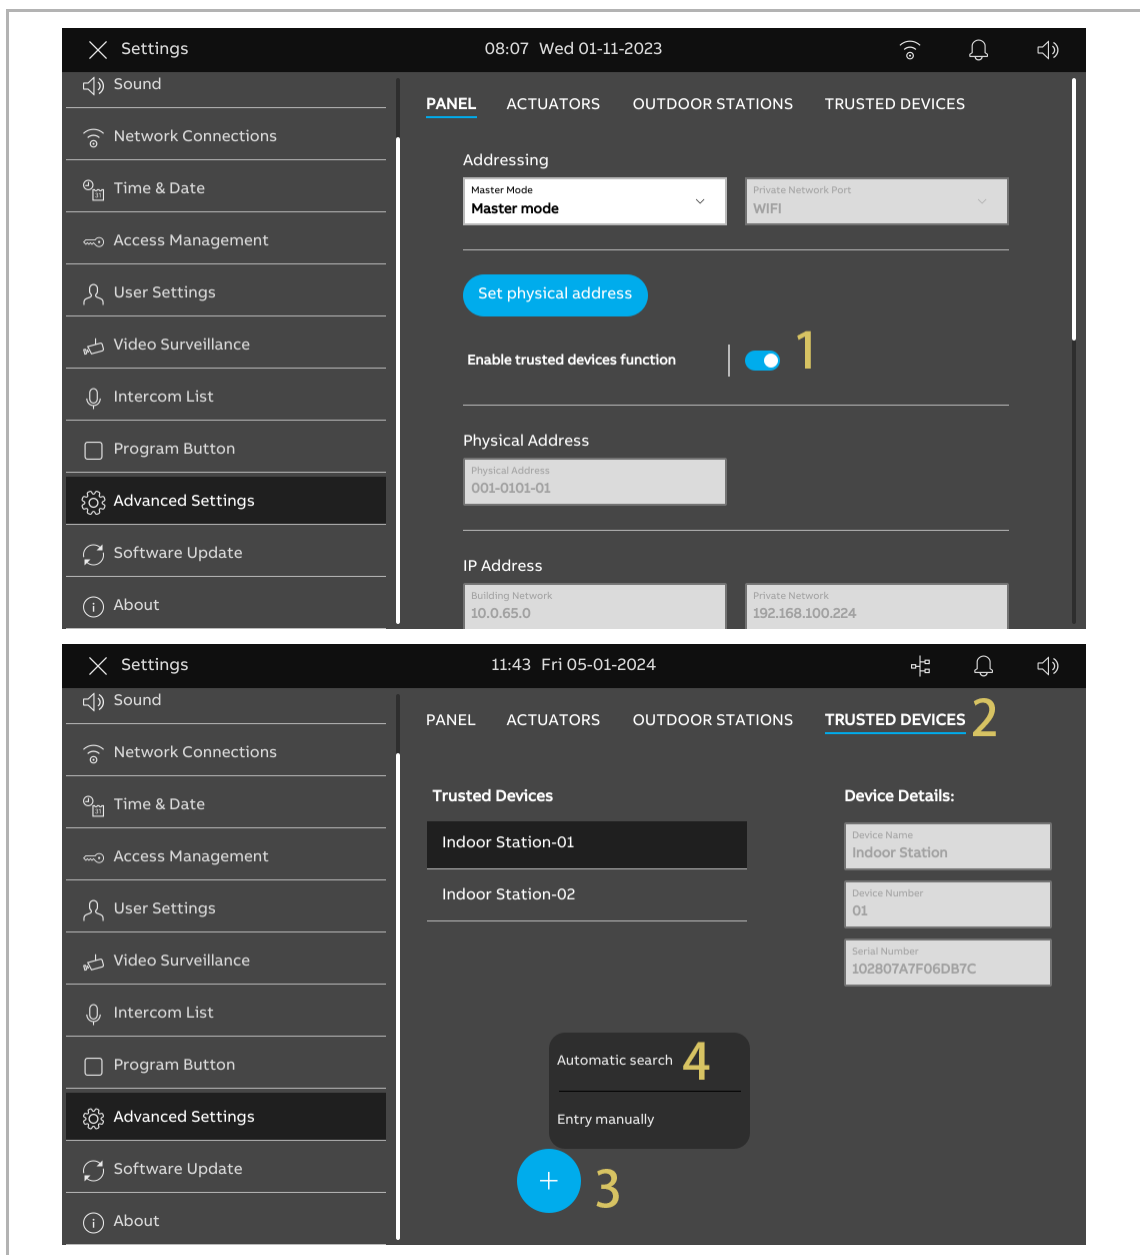 Settings 08:07 Wed 01-11-2023
Sound
Network Connections
Time & Date
31
Access Management
User Settings
Video Surveillance
Intercom List
Program Button
Advanced Settings
Software Update
About
PANEL ACTUATORS OUTDOOR STATIONS TRUSTED DEVICES
Addressing
Master Mode Private Network Port
Master mode WIFI
Set physical address
Enable trusted devices function 1
Physical Address
Physical Address
001-0101-01
IP Address
Building Network Private Network
10.0.65.0 192.168.100.224
Settings 11:43 Fri 05-01-2024
Sound
Network Connections
Time & Date
31
Access Management
User Settings
Video Surveillance
Intercom List
Program Button
Advanced Settings
Software Update
About
PANEL ACTUATORS OUTDOOR STATIONS TRUSTED DEVICES 2
Trusted Devices
Indoor Station-01
Indoor Station-02
Device Details:
Device Name
Indoor Station
Device Number
01
Serial Number
102807A7F06DB7C
Automatic search 4
Entry manually
+ 3